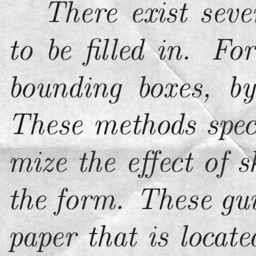 There exist sever
to be filled in. For
bounding boxes, by
These methods spec
mize the effect of sk
the form. These gui
paper that is located